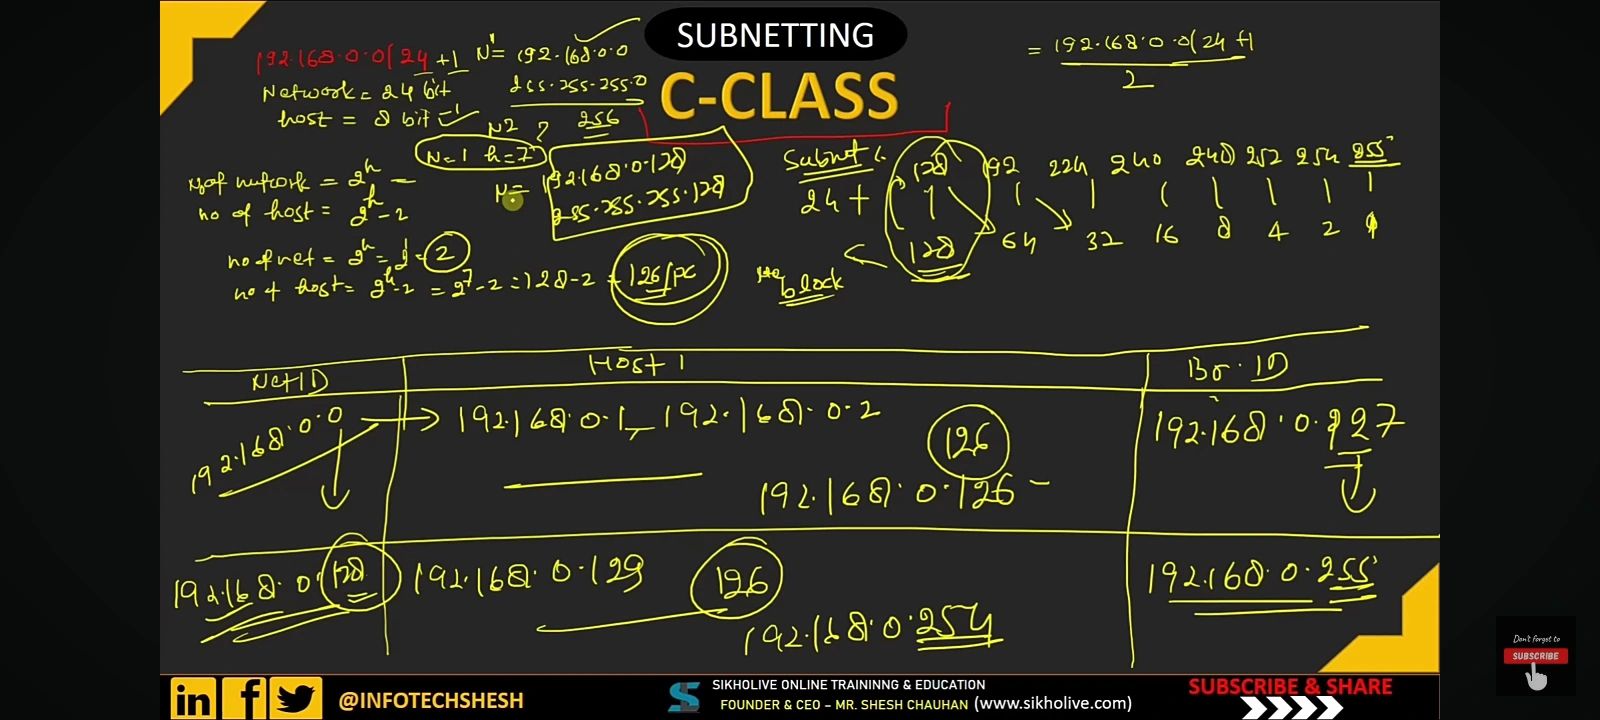 SUBNETTING
C-CLASS
192.168.0.0/24 +1
Network = 24 bit
host = 8 bit
N1 = 192.168.0.0
255.255.255.0
N2 ? 256
N=1 h=7
= 192.168.0.0/24 +1
2
No of network = 2^n
no of host = 2^h - 2
N = 192.168.0.128
255.255.255.128
Subnet
24 +
128 192 224 240 248 252 254 255
1 1 1 1 1 1 1 1
128 64 32 16 8 4 2 1
no of net = 2^n = 2^1 = 2
no of host = 2^h-2 = 2^7-2 = 128-2 = 126/PC
block
Net ID Host 1 Br. ID
192.168.0.0 192.168.0.1 - 192.168.0.2 192.168.0.127
126
192.168.0.126
192.168.0.128 192.168.0.129 126 192.168.0.255
192.168.0.254
in f @INFOTECHSHESH
SIKHOLIVE ONLINE TRAININNG & EDUCATION
FOUNDER & CEO – MR. SHESH CHAUHAN (www.sikholive.com)
SUBSCRIBE & SHARE
Don't forget to
SUBSCRIBE